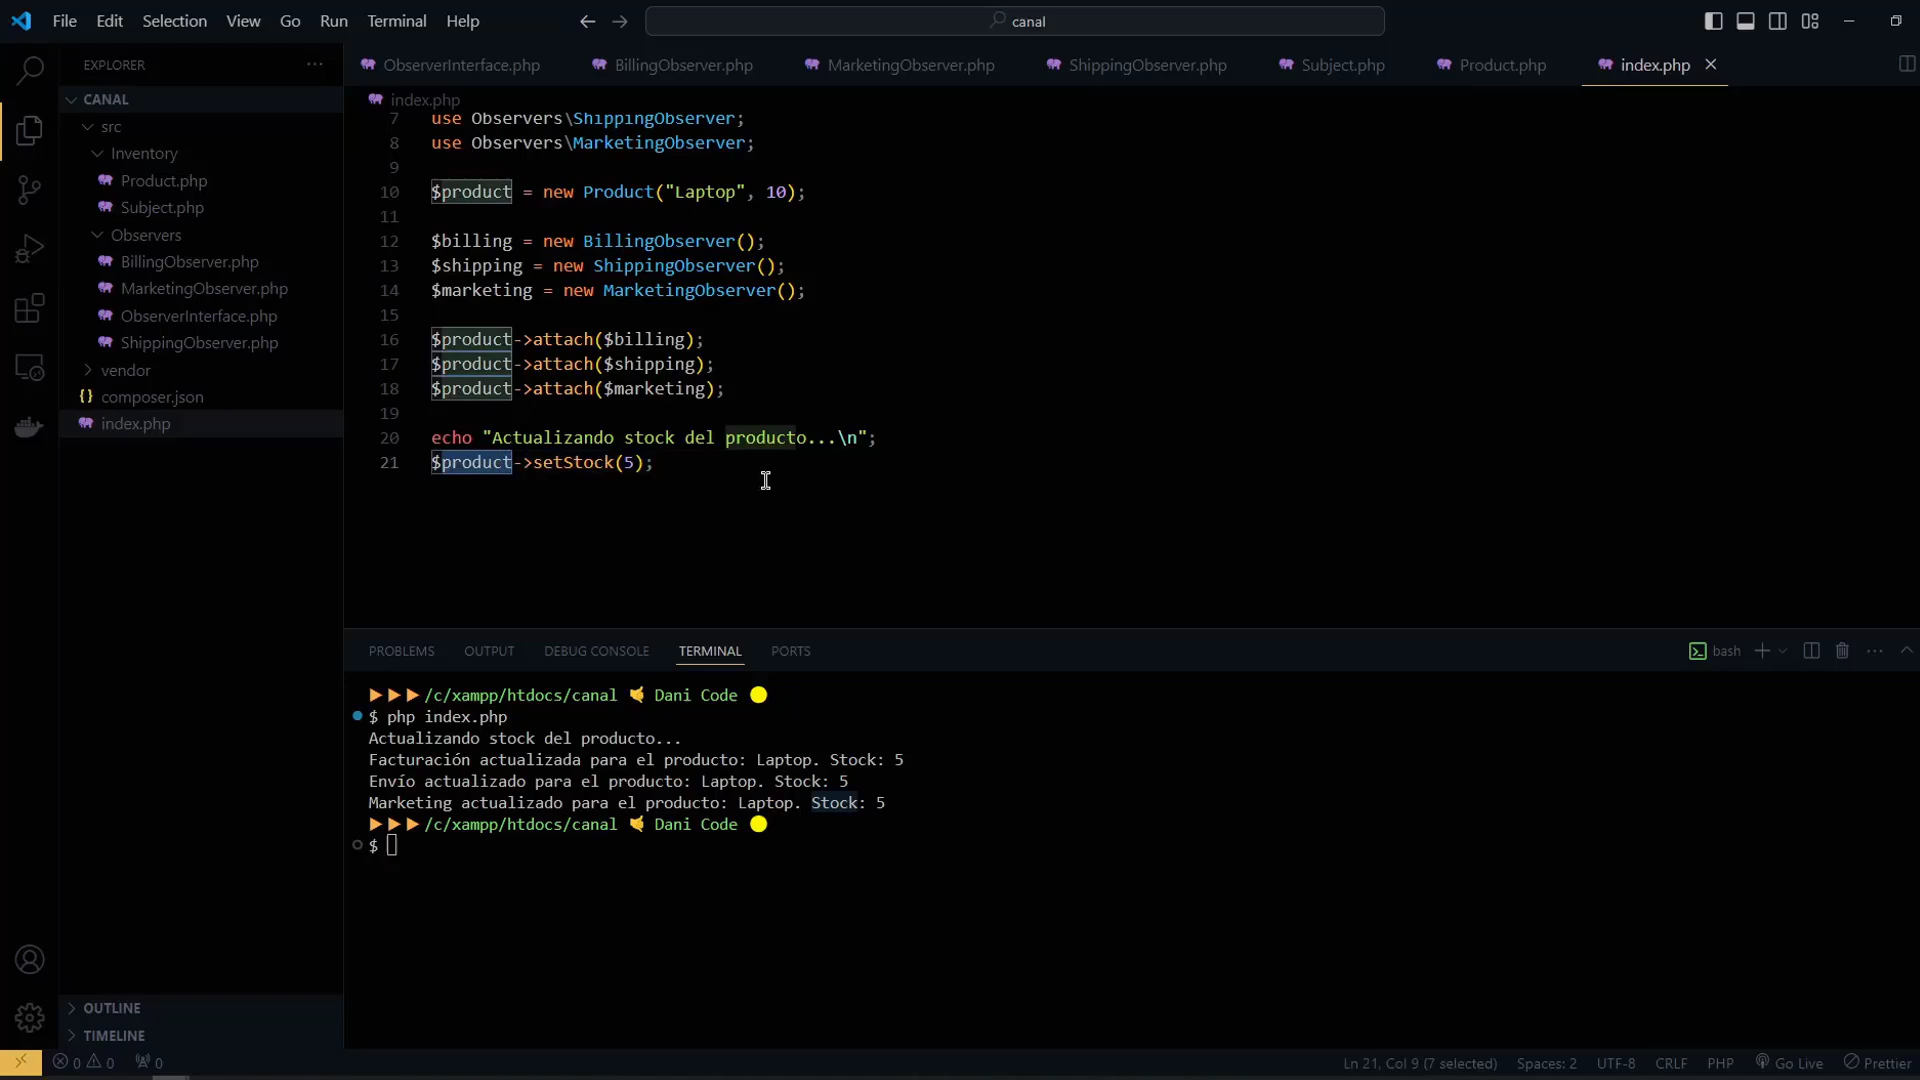 File Edit Selection View Go Run Terminal Help
canal
EXPLORER
CANAL
src
Inventory
Product.php
Subject.php
Observers
BillingObserver.php
MarketingObserver.php
ObserverInterface.php
ShippingObserver.php
vendor
{} composer.json
index.php
OUTLINE
TIMELINE
ObserverInterface.php BillingObserver.php MarketingObserver.php ShippingObserver.php Subject.php Product.php index.php
index.php
7 use Observers\ShippingObserver;
8 use Observers\MarketingObserver;
9
10 $product = new Product("Laptop", 10);
11
12 $billing = new BillingObserver();
13 $shipping = new ShippingObserver();
14 $marketing = new MarketingObserver();
15
16 $product->attach($billing);
17 $product->attach($shipping);
18 $product->attach($marketing);
19
20 echo "Actualizando stock del producto...\n";
21 $product->setStock(5);
PROBLEMS OUTPUT DEBUG CONSOLE TERMINAL PORTS
bash
/c/xampp/htdocs/canal Dani Code
$ php index.php
Actualizando stock del producto...
Facturación actualizada para el producto: Laptop. Stock: 5
Envío actualizado para el producto: Laptop. Stock: 5
Marketing actualizado para el producto: Laptop. Stock: 5
/c/xampp/htdocs/canal Dani Code
$
0 0 0
Ln 21, Col 9 (7 selected) Spaces: 2 UTF-8 CRLF PHP Go Live Prettier